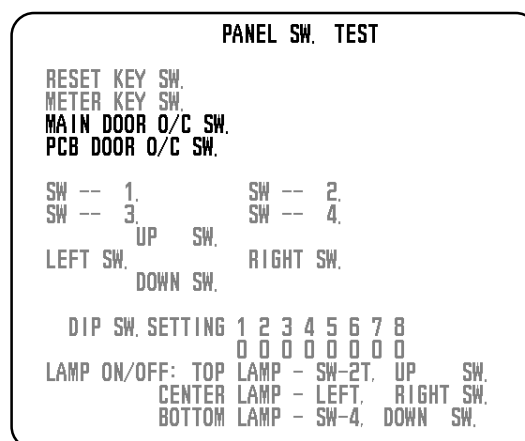 PANEL SW. TEST
RESET KEY SW.
METER KEY SW.
MAIN DOOR O/C SW.
PCB DOOR O/C SW.
SW -- 1. SW -- 2.
SW -- 3. SW -- 4.
UP SW.
LEFT SW. RIGHT SW.
DOWN SW.
DIP SW. SETTING 1 2 3 4 5 6 7 8
0 0 0 0 0 0 0 0
LAMP ON/OFF: TOP LAMP - SW-2T, UP SW.
CENTER LAMP - LEFT, RIGHT SW.
BOTTOM LAMP - SW-4, DOWN SW.